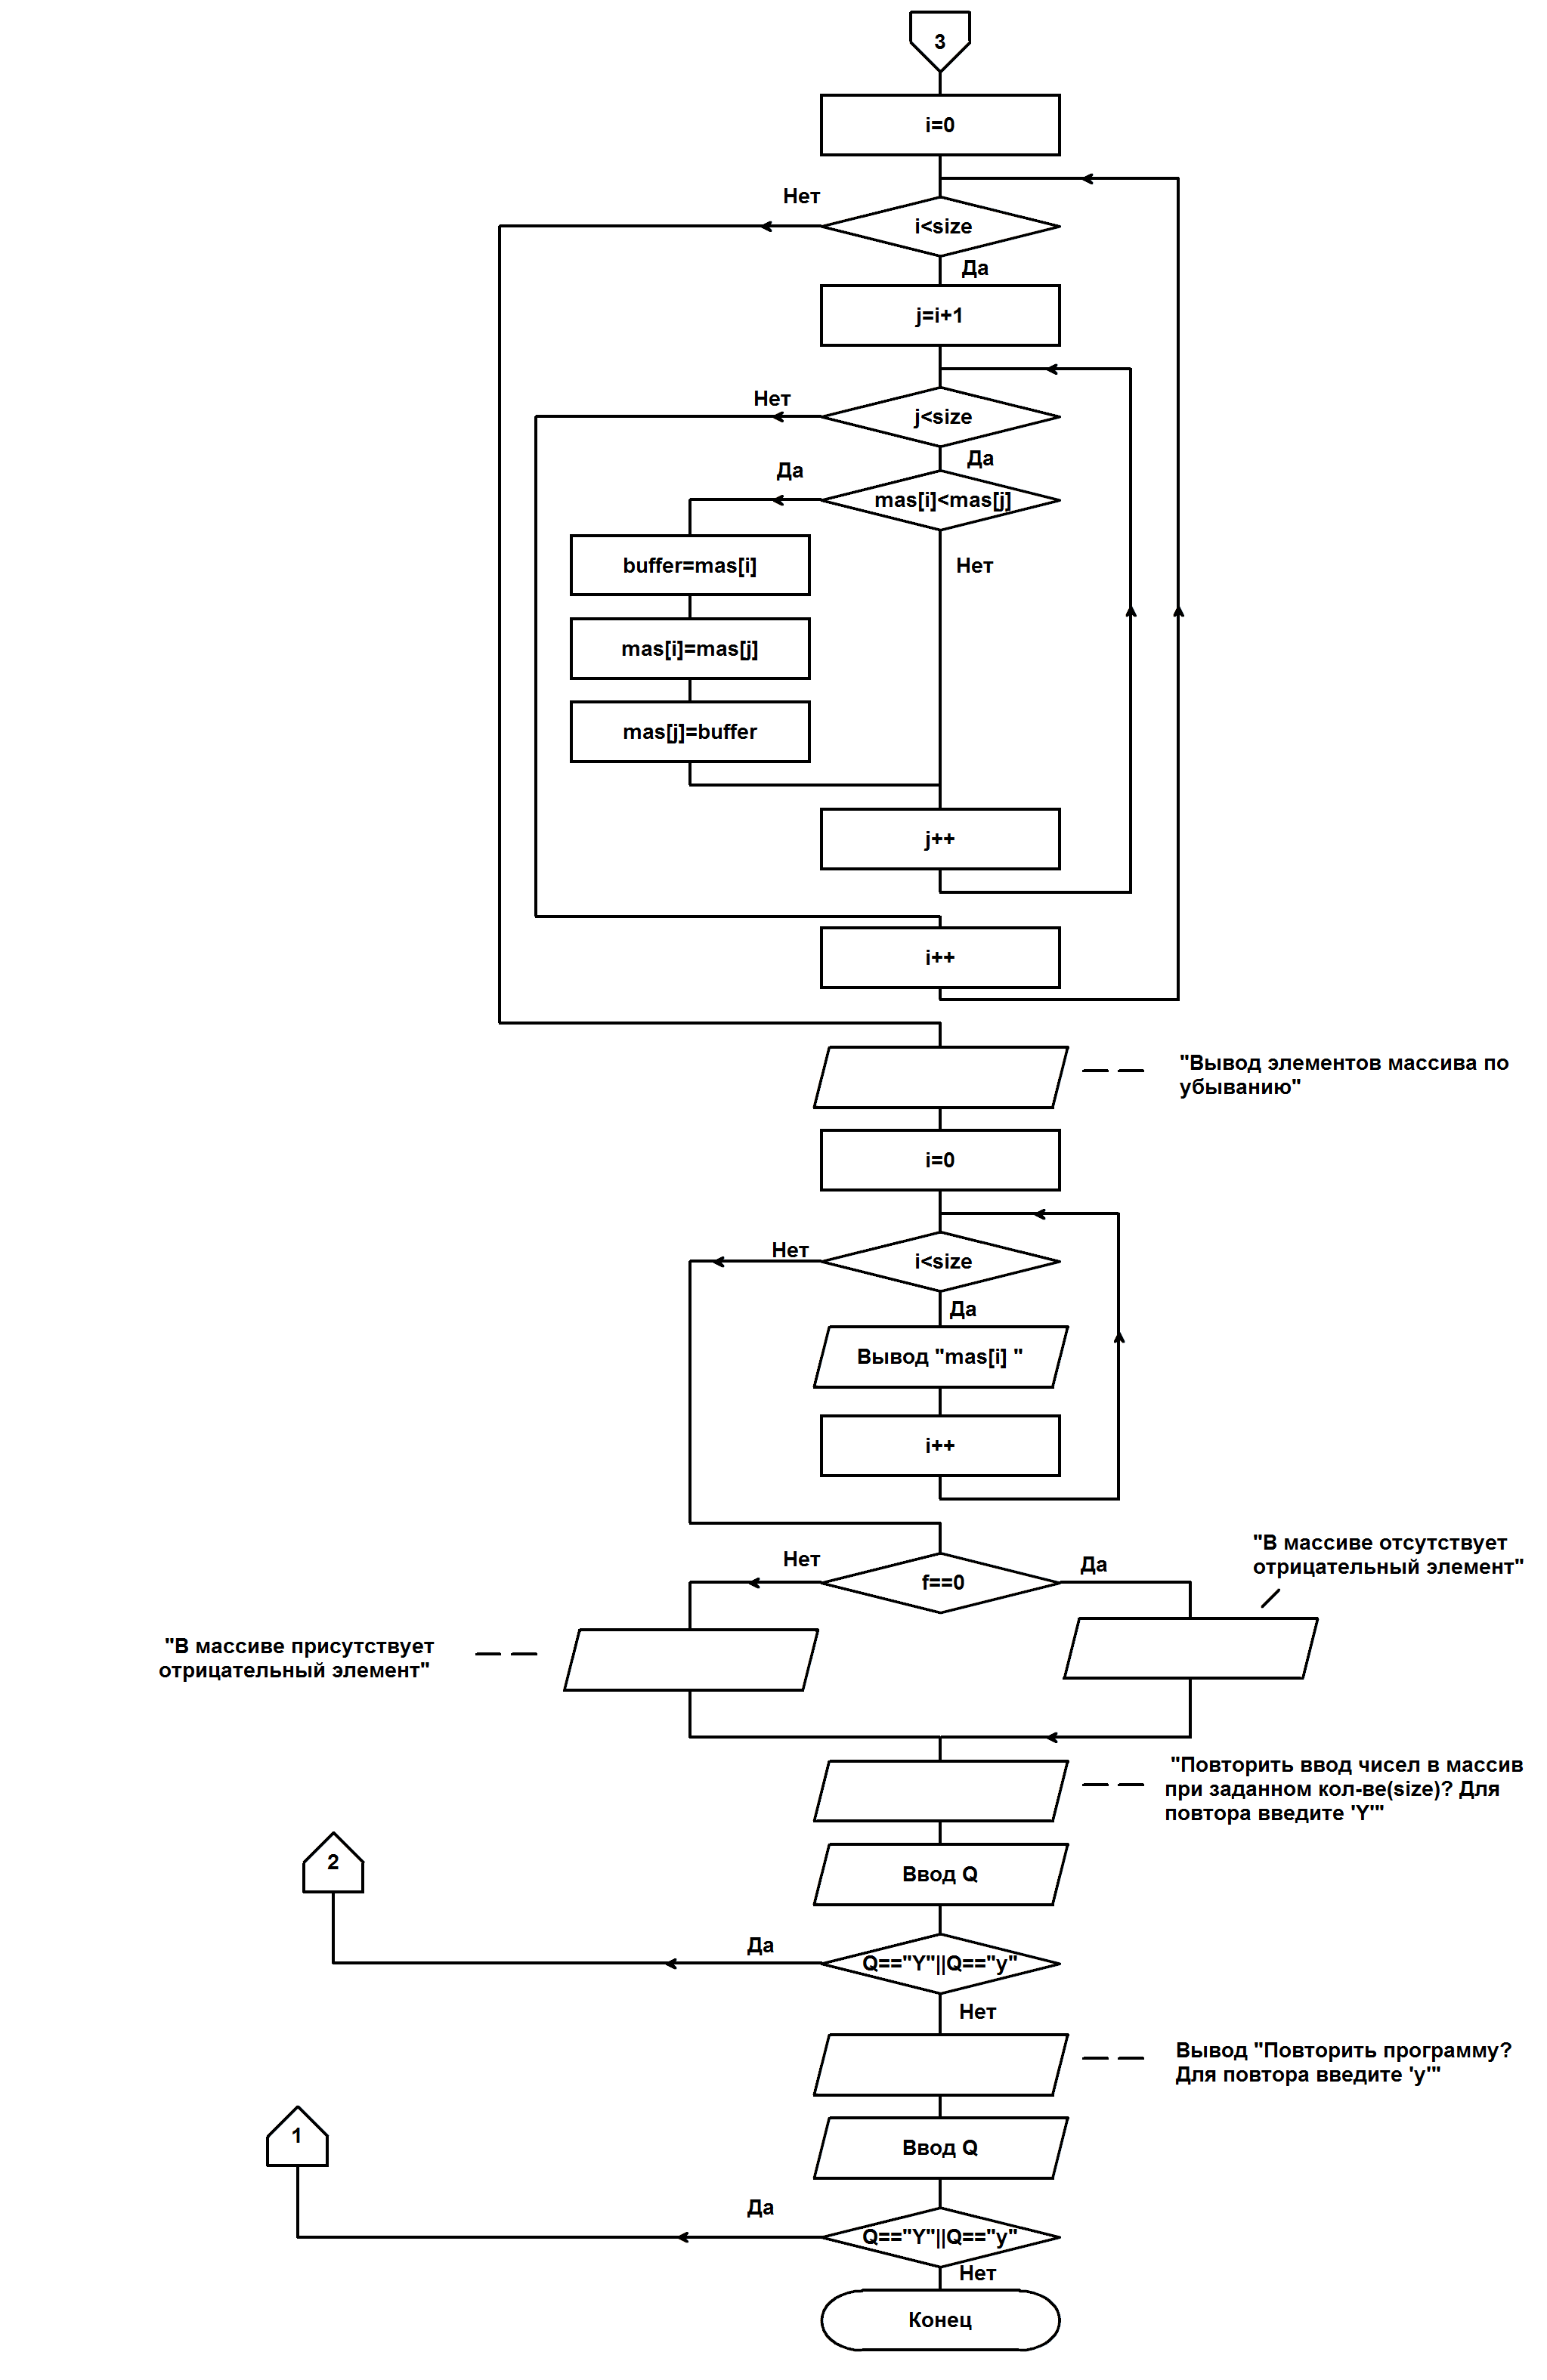 3
i=0
Нет
i<size
Да
j=i+1
Нет
j<size
Да
Да
mas[i]<mas[j]
buffer=mas[i]
Нет
mas[i]=mas[j]
mas[j]=buffer
j++
i++
"Вывод элементов массива по
убыванию"
i=0
Нет
i<size
Да
Вывод "mas[i] "
i++
"В массиве отсутствует
отрицательный элемент"
Нет
Да
f==0
"В массиве присутствует
отрицательный элемент"
"Повторить ввод чисел в массив
при заданном кол-ве(size)? Для
повтора введите 'Y'"
2
Ввод Q
Да
Q=="Y"||Q=="y"
Нет
Вывод "Повторить программу?
Для повтора введите 'y'"
1
Ввод Q
Да
Q=="Y"||Q=="y"
Нет
Конец